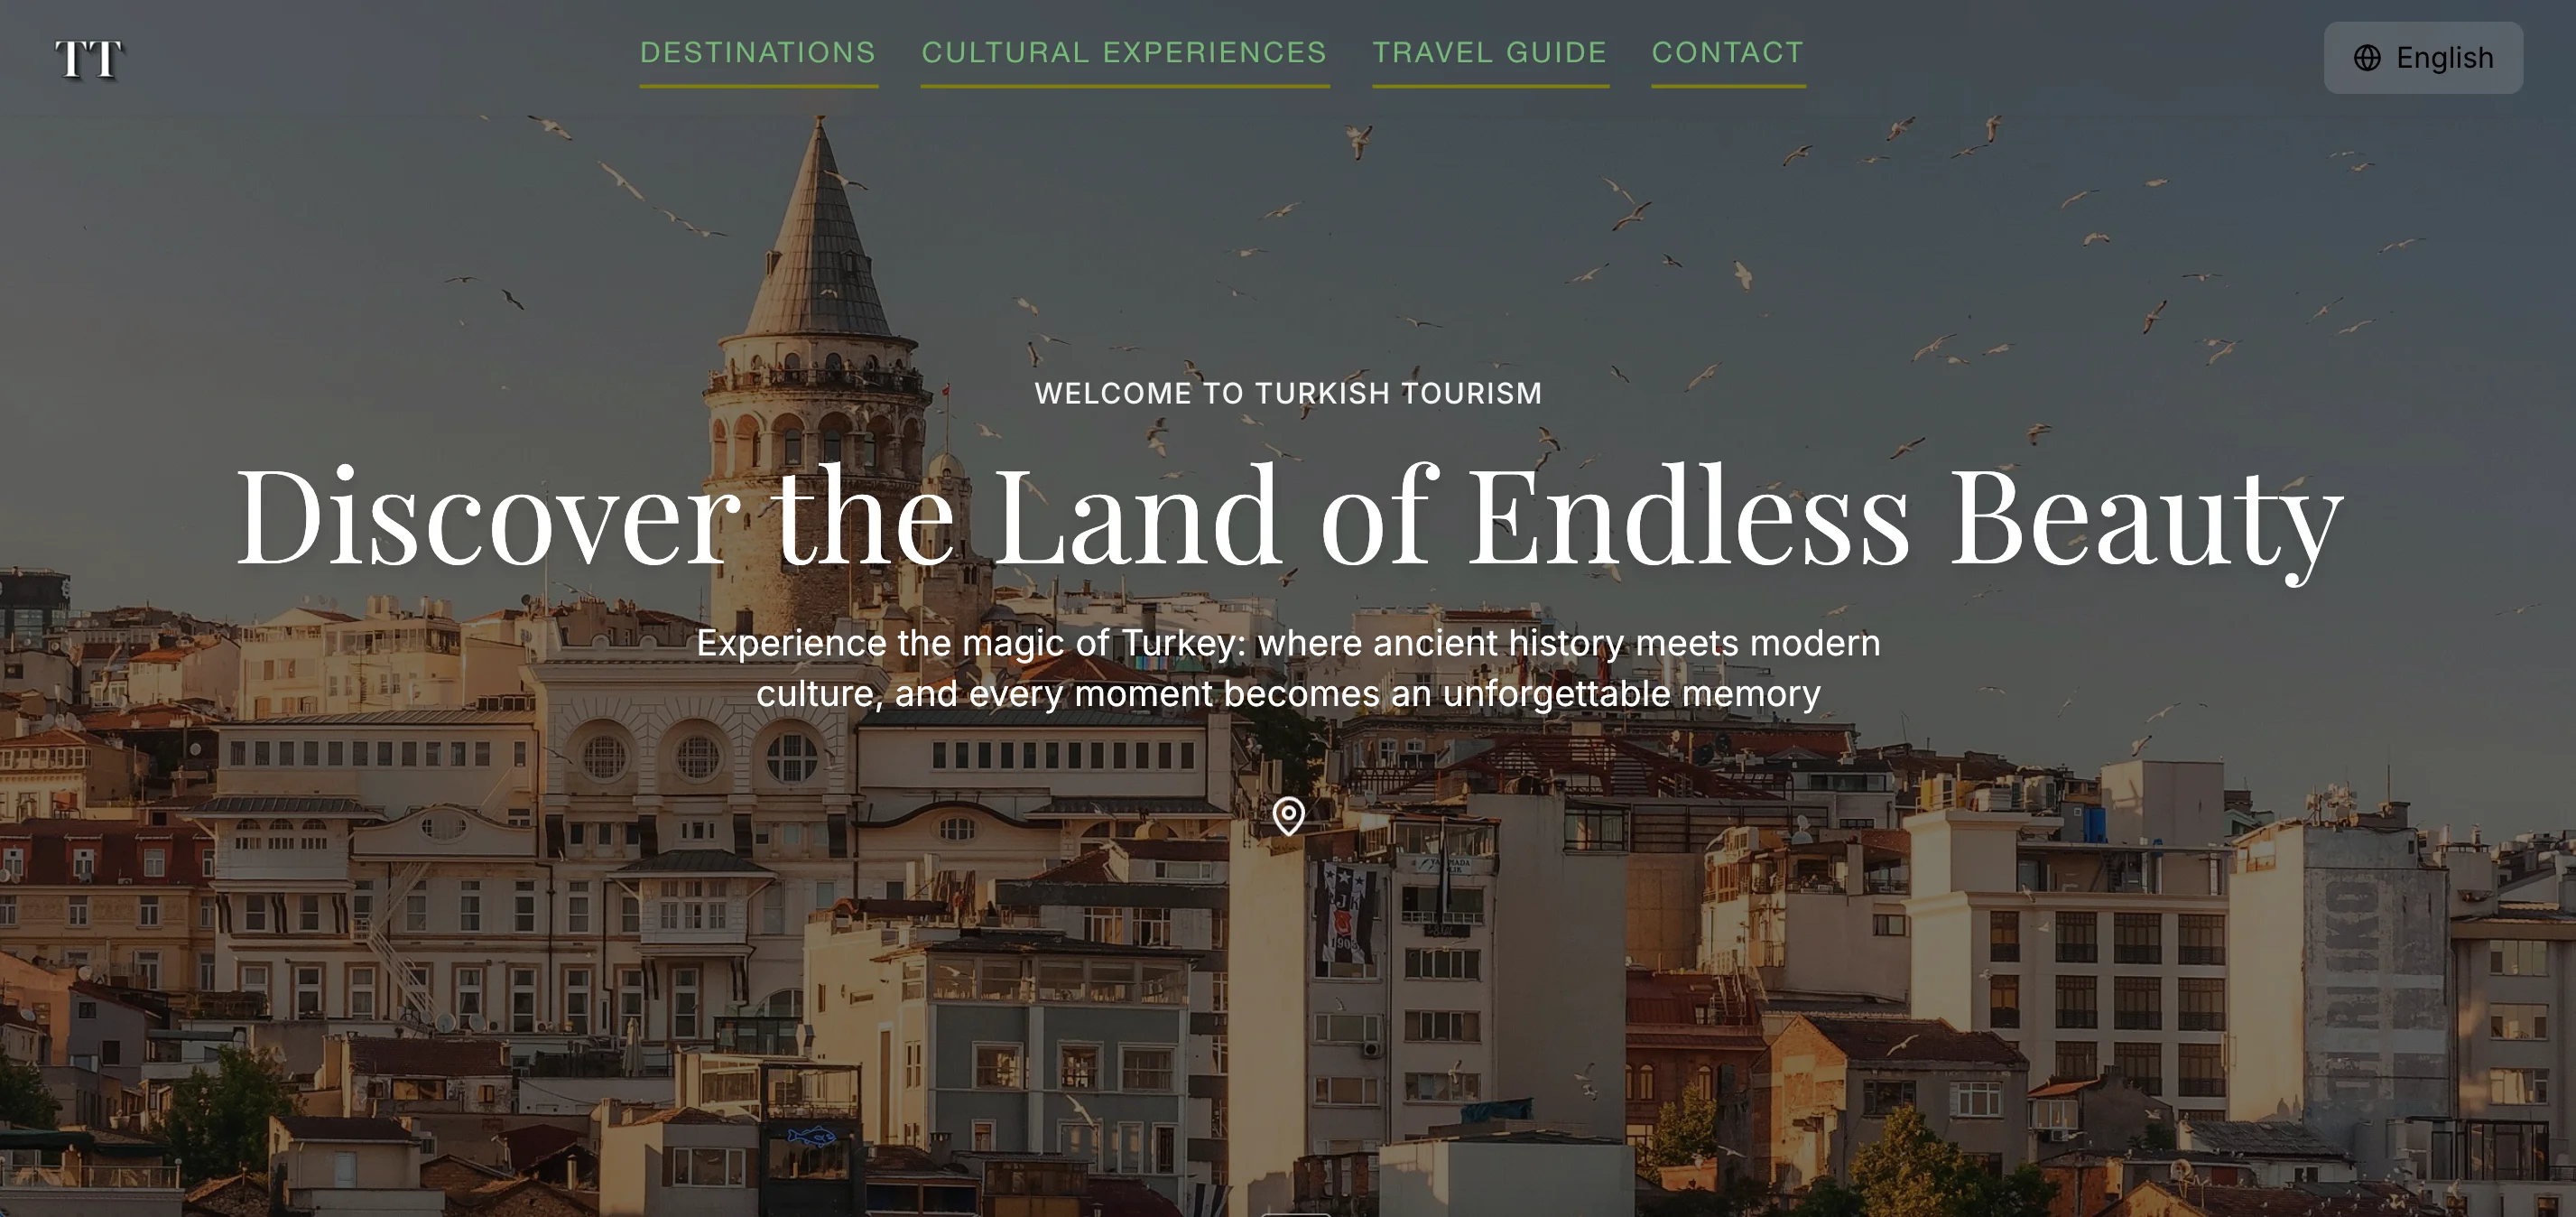 TT
DESTINATIONS CULTURAL EXPERIENCES TRAVEL GUIDE CONTACT
English
WELCOME TO TURKISH TOURISM
Discover the Land of Endless Beauty
Experience the magic of Turkey: where ancient history meets modern
culture, and every moment becomes an unforgettable memory